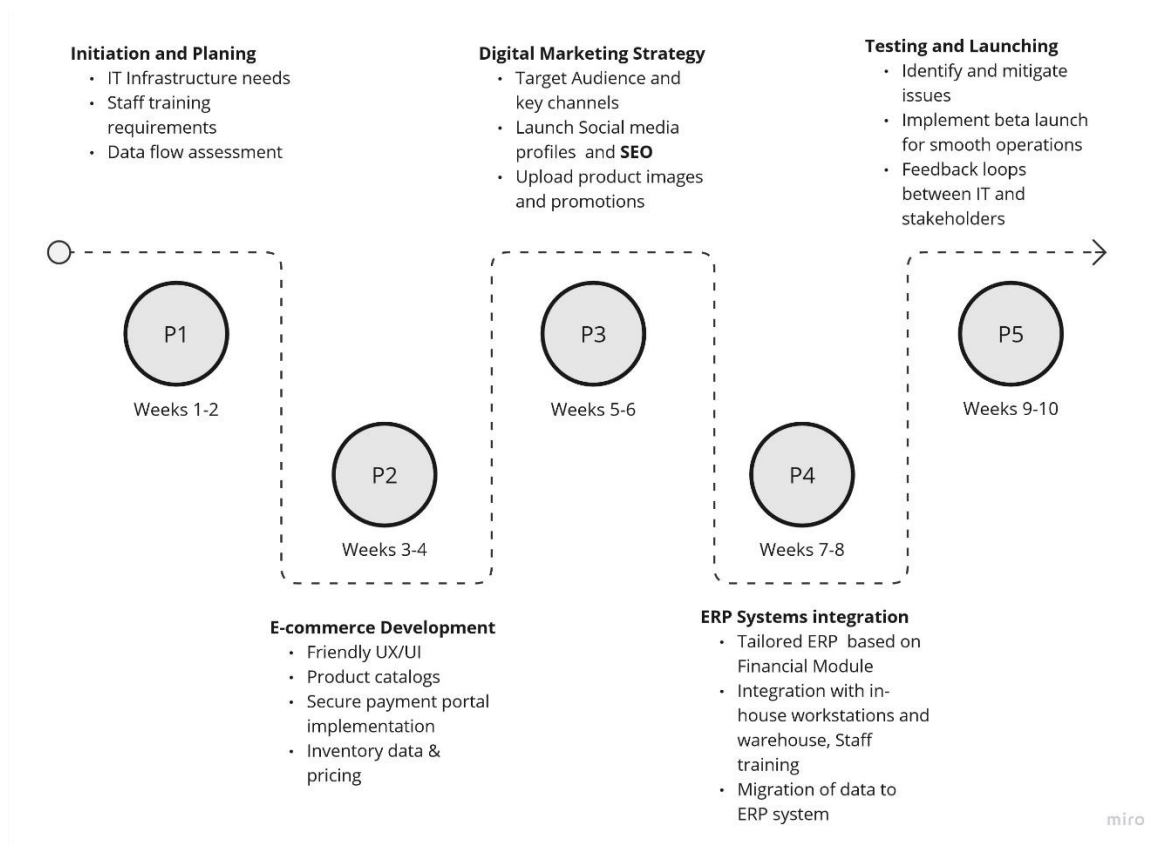 Initiation and Planing
• IT Infrastructure needs
• Staff training
requirements
• Data flow assessment
Digital Marketing Strategy
• Target Audience and
key channels
• Launch Social media
profiles and SEO
• Upload product images
and promotions
Testing and Launching
• Identify and mitigate
issues
• Implement beta launch
for smooth operations
• Feedback loops
between IT and
stakeholders
P1
Weeks 1-2
P3
Weeks 5-6
P5
Weeks 9-10
P2
Weeks 3-4
P4
Weeks 7-8
E-commerce Development
• Friendly UX/UI
• Product catalogs
• Secure payment portal
implementation
• Inventory data &
pricing
ERP Systems integration
• Tailored ERP based on
Financial Module
• Integration with in-
house workstations and
warehouse, Staff
training
• Migration of data to
ERP system
miro